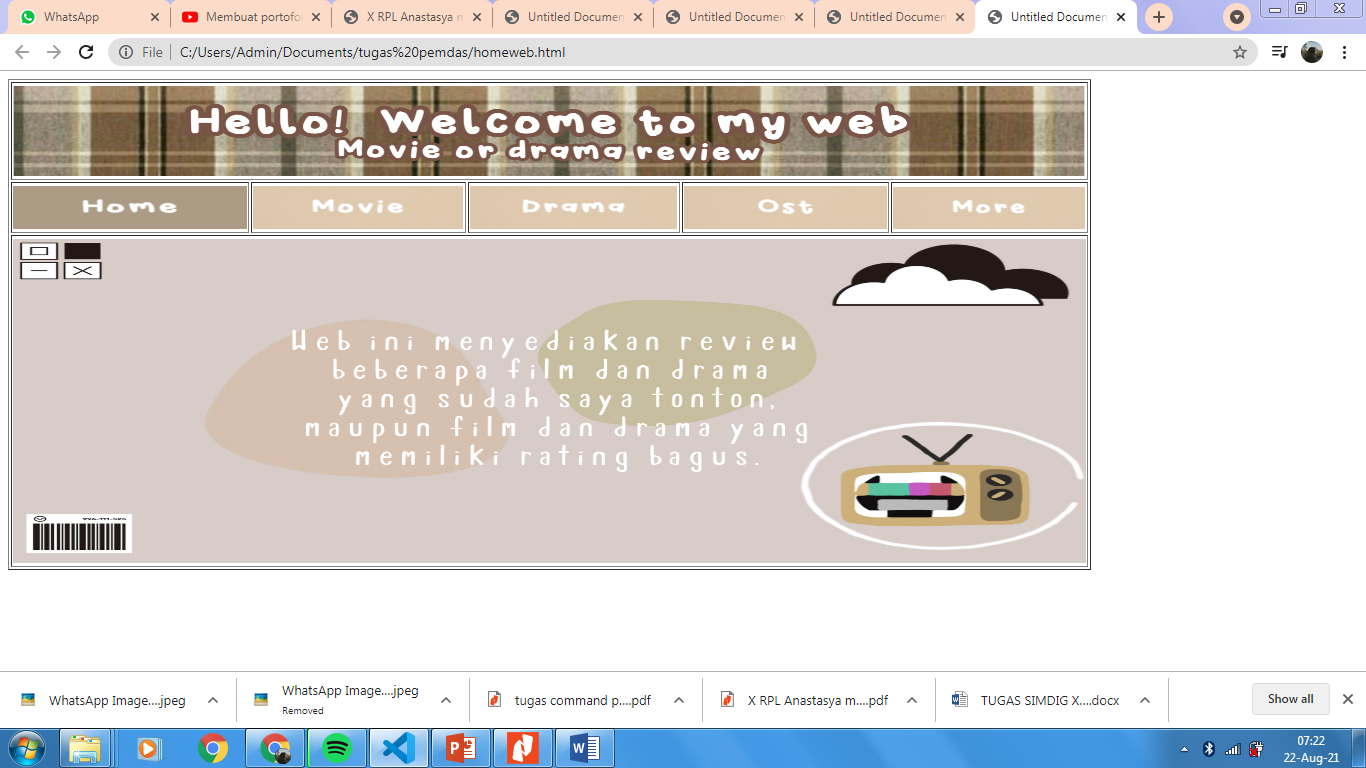 WhatsApp
Membuat portofo
X RPL Anastasya m
Untitled Documen
Untitled Documen
Untitled Documen
Untitled Documen
File
C:/Users/Admin/Documents/tugas%20pemdas/homeweb.html
Hello! Welcome to my web
Movie or drama review
Home Movie Drama Ost More
Web ini menyediakan review
beberapa film dan drama
yang sudah saya tonton,
maupun film dan drama yang
memiliki rating bagus.
WhatsApp Image....jpeg
WhatsApp Image....jpeg
Removed
tugas command p....pdf
X RPL Anastasya m....pdf
TUGAS SIMDIG X....docx
Show all
07:22
22-Aug-21